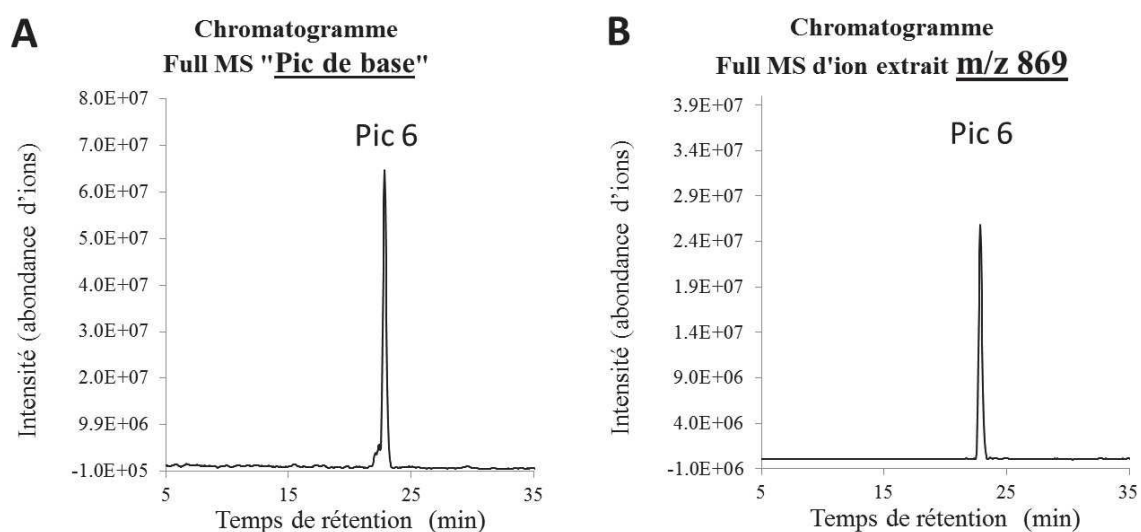 A
Chromatogramme
Full MS "Pic de base"
8.0E+07
7.0E+07
6.0E+07
5.0E+07
4.0E+07
3.0E+07
2.0E+07
9.9E+06
-1.0E+05
Intensité (abondance d'ions)
Pic 6
5
15
25
35
Temps de rétention (min)
B
Chromatogramme
Full MS d'ion extrait m/z 869
3.9E+07
3.4E+07
2.9E+07
2.4E+07
1.9E+07
1.4E+07
9.0E+06
4.0E+06
-1.0E+06
Intensité (abondance d'ions)
Pic 6
5
15
25
35
Temps de rétention (min)